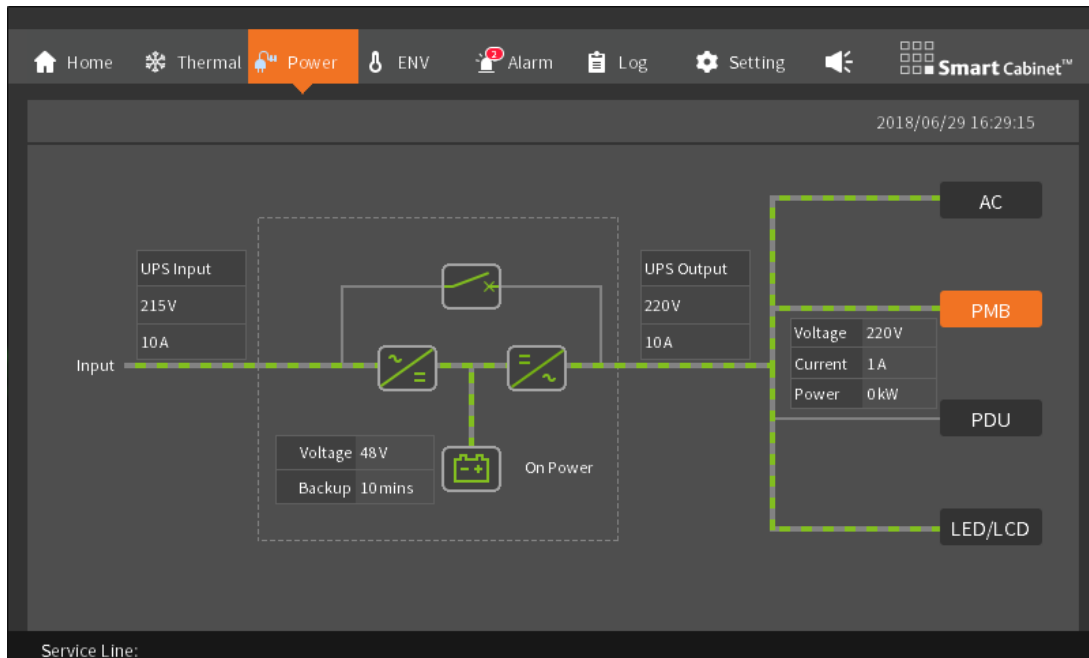 Home Thermal Power ENV 2 Alarm Log Setting Smart Cabinet™
2018/06/29 16:29:15
AC
UPS Input
215V
10A
UPS Output
220V
10A
PMB
Voltage 220V
Current 1A
Power 0kW
Input
PDU
Voltage 48V
Backup 10mins
On Power
LED/LCD
Service Line: